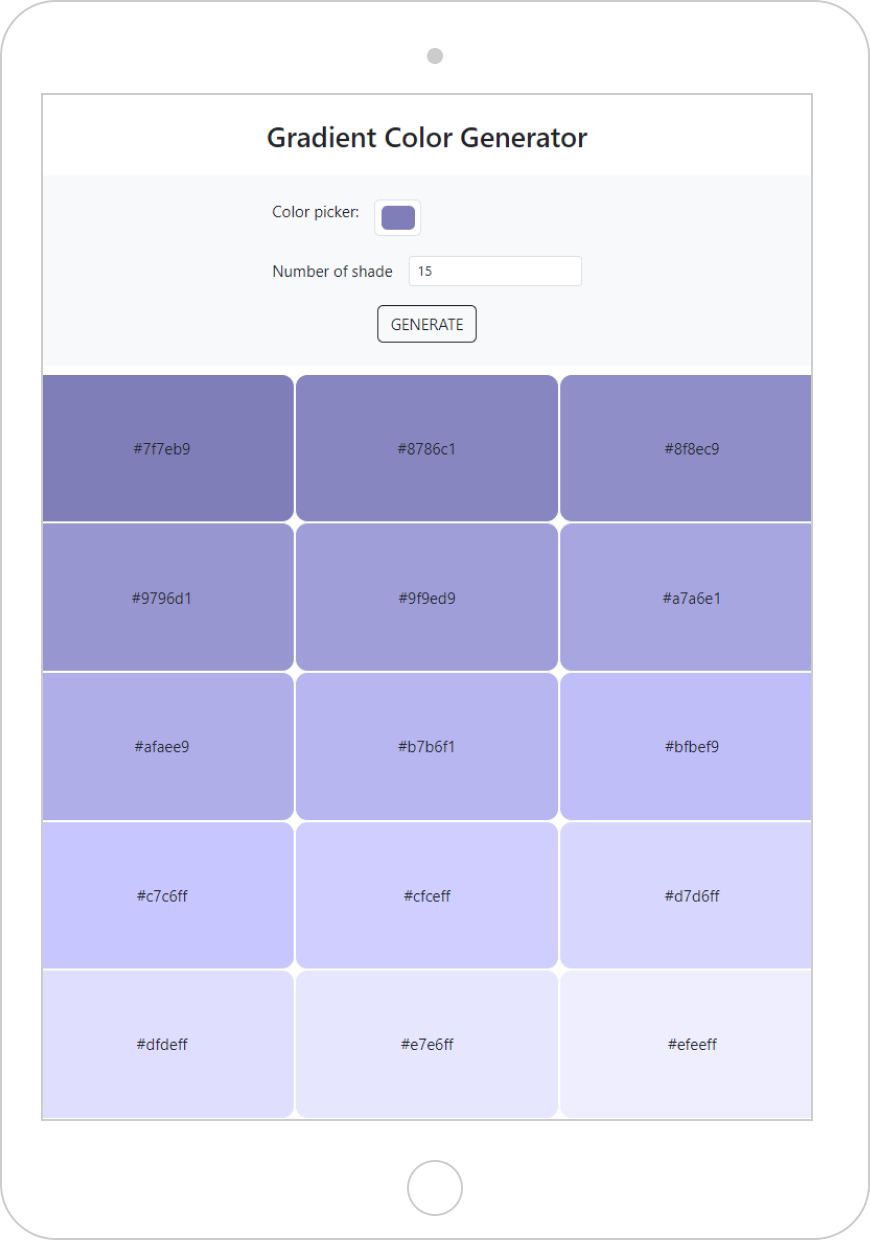 Gradient Color Generator
Color picker:
Number of shade 15
GENERATE
#7f7eb9 #8786c1 #8f8ec9
#9796d1 #9f9ed9 #a7a6e1
#afaee9 #b7b6f1 #bfbef9
#c7c6ff #cfceff #d7d6ff
#dfdeff #e7e6ff #efeeff